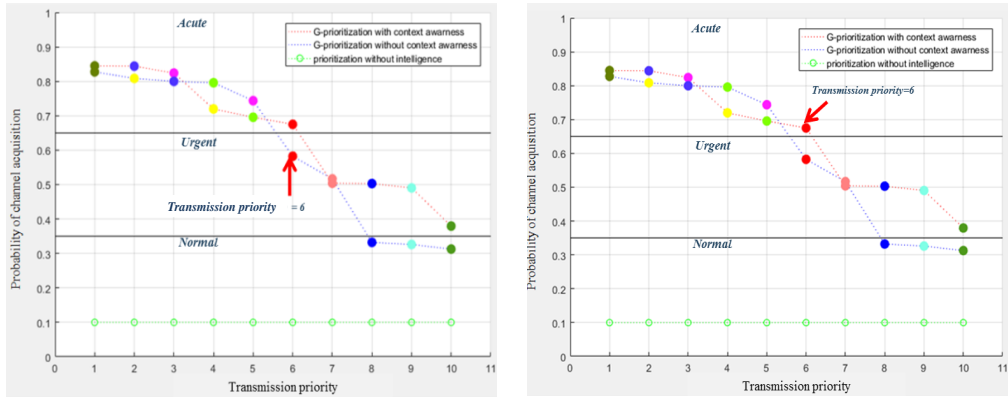 Acute
G-prioritization with context awarness
G-prioritization without context awarness
prioritization without intelligence
Urgent
Transmission priority = 6
Normal
1
0.9
0.8
0.7
0.6
0.5
0.4
0.3
0.2
0.1
0
Probability of channel acquisition
0 1 2 3 4 5 6 7 8 9 10 11
Transmission priority
Acute
G-prioritization with context awarness
G-prioritization without context awarness
prioritization without intelligence
Transmission priority=6
Urgent
Normal
1
0.9
0.8
0.7
0.6
0.5
0.4
0.3
0.2
0.1
0
Probability of channel acquisition
0 1 2 3 4 5 6 7 8 9 10 11
Transmission priority